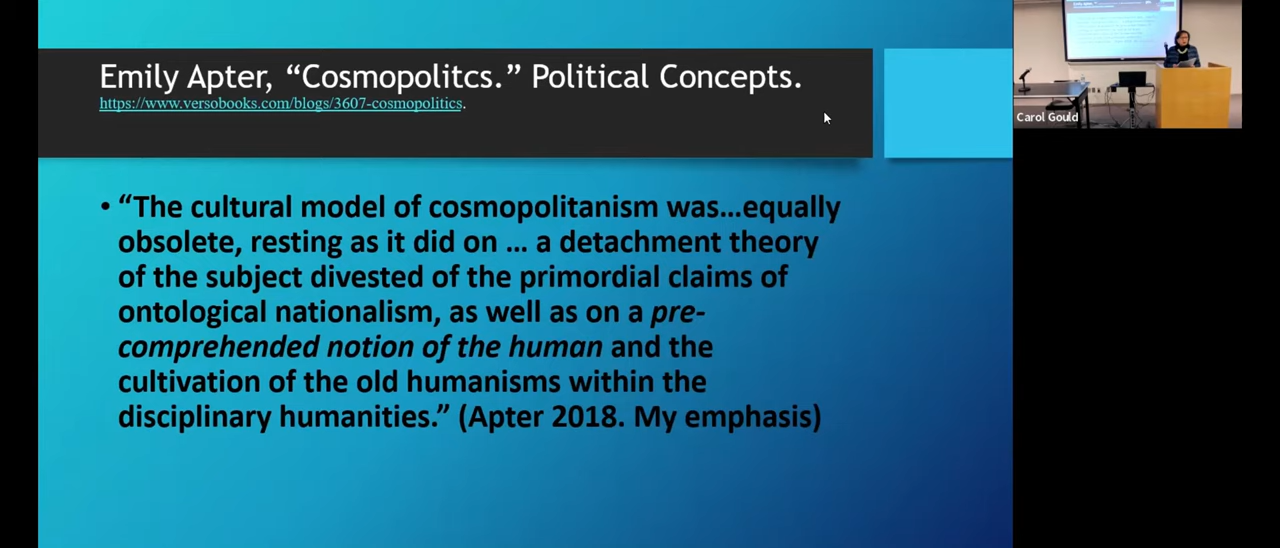 Emily Apter, “Cosmopolitcs.” Political Concepts.
https://www.versobooks.com/blogs/3607-cosmopolitics.
• “The cultural model of cosmopolitanism was…equally
obsolete, resting as it did on … a detachment theory
of the subject divested of the primordial claims of
ontological nationalism, as well as on a pre-
comprehended notion of the human and the
cultivation of the old humanisms within the
disciplinary humanities.” (Apter 2018. My emphasis)
Carol Gould